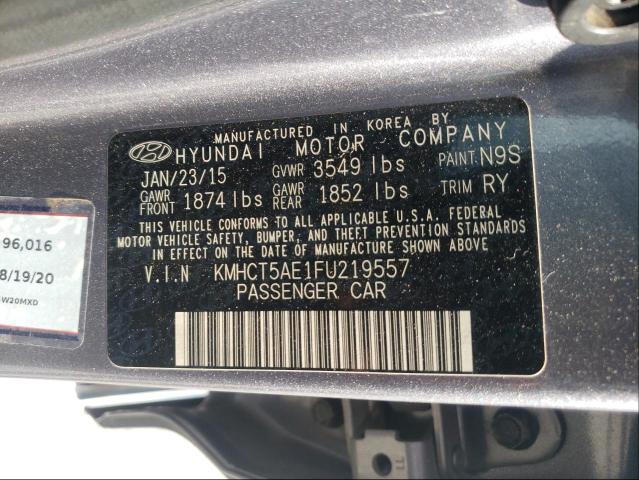 MANUFACTURED IN KOREA BY
HYUNDAI MOTOR COMPANY
JAN/23/15 GVWR 3549 lbs PAINT: N9S
GAWR FRONT 1874 lbs GAWR REAR 1852 lbs TRIM RY
THIS VEHICLE CONFORMS TO ALL APPLICABLE U.S.A. FEDERAL
MOTOR VEHICLE SAFETY, BUMPER, AND THEFT PREVENTION STANDARDS
IN EFFECT ON THE DATE OF MANUFACTURE SHOWN ABOVE.
V.I.N KMHCT5AE1FU219557
PASSENGER CAR
96,016
8/19/20
W20MXD
LL